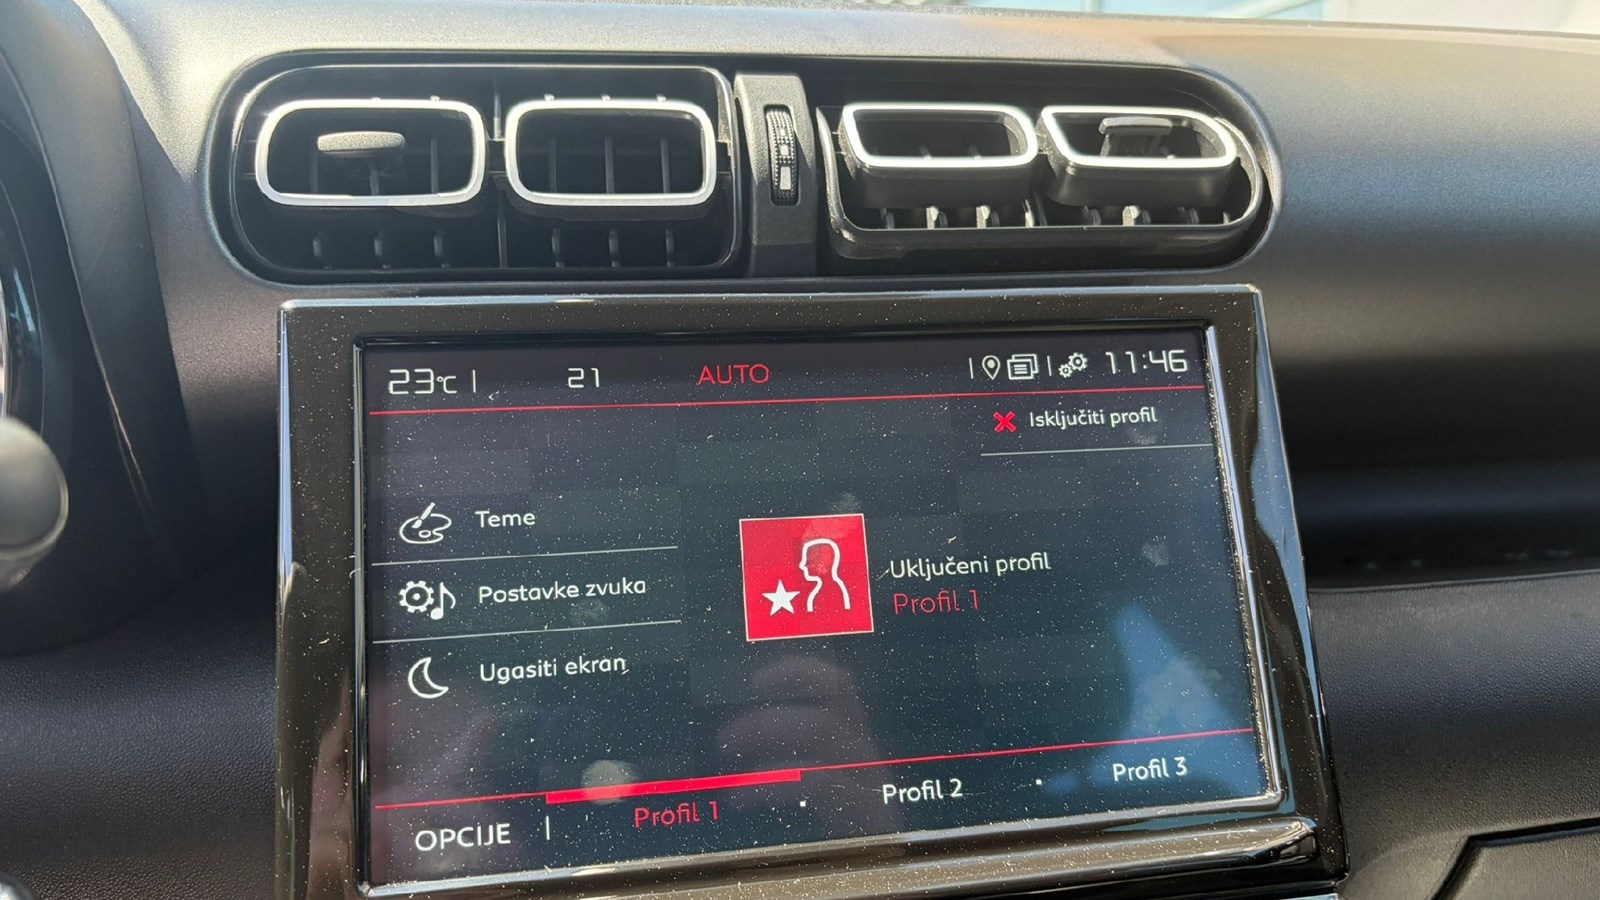 23°C | 21 AUTO 11:46
Isključiti profil
Teme
Postavke zvuka
Ugasiti ekran
Uključeni profil
Profil 1
OPCIJE | Profil 1 · Profil 2 · Profil 3